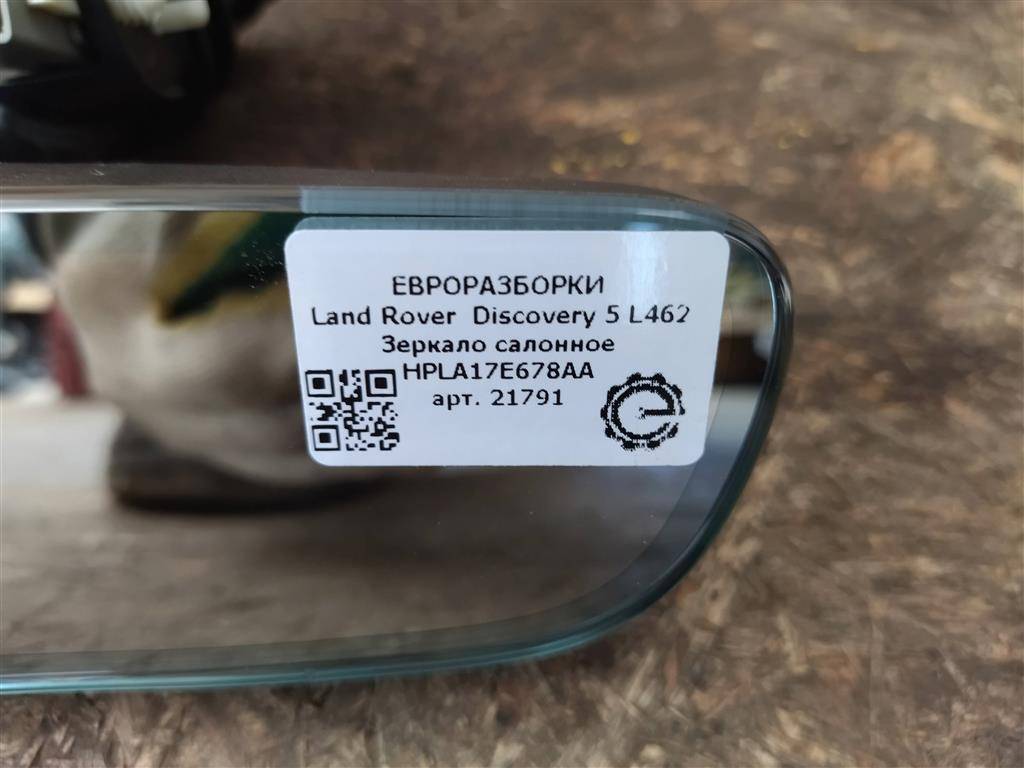 ЕВРОРАЗБОРКИ
Land Rover Discovery 5 L462
Зеркало салонное
HPLA17E678AA
арт. 21791